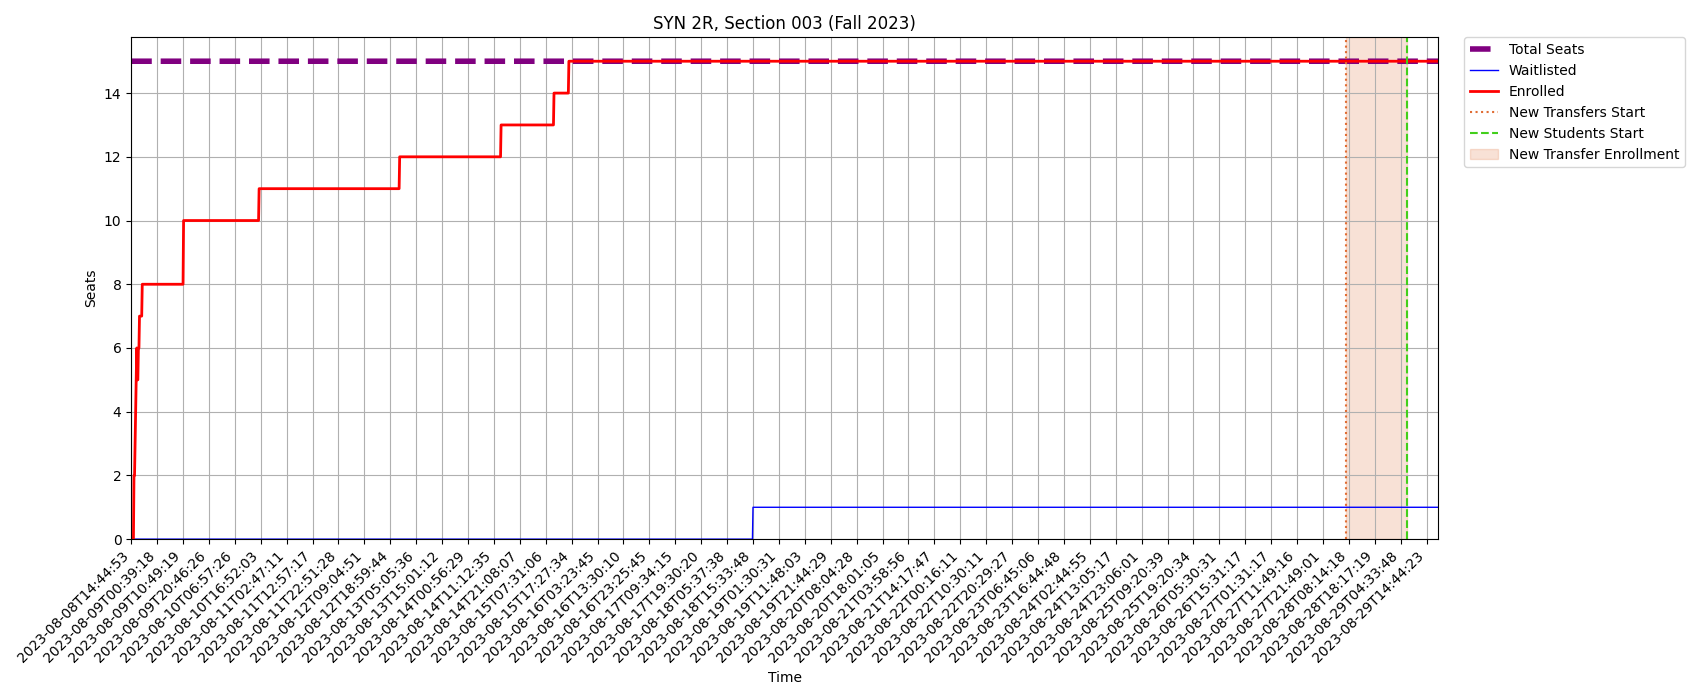 SYN 2R, Section 003 (Fall 2023)
Total Seats
Waitlisted
Enrolled
New Transfers Start
New Students Start
New Transfer Enrollment
Seats
14
12
10
8
6
4
2
0
2023-08-08T14:44:53
2023-08-09T00:39:18
2023-08-09T10:49:19
2023-08-09T20:46:26
2023-08-10T06:57:26
2023-08-10T16:52:03
2023-08-11T02:47:11
2023-08-11T12:57:17
2023-08-11T22:51:28
2023-08-12T09:04:51
2023-08-12T18:59:44
2023-08-13T05:05:36
2023-08-13T15:01:12
2023-08-14T00:56:29
2023-08-14T11:12:35
2023-08-14T21:08:07
2023-08-15T07:31:06
2023-08-15T17:27:34
2023-08-16T03:23:45
2023-08-16T13:30:10
2023-08-16T23:25:45
2023-08-17T09:34:15
2023-08-17T19:30:20
2023-08-18T05:37:38
2023-08-18T15:33:48
2023-08-19T01:30:31
2023-08-19T11:48:03
2023-08-19T21:44:29
2023-08-20T08:04:28
2023-08-20T18:01:05
2023-08-21T03:58:56
2023-08-21T14:17:47
2023-08-22T00:16:11
2023-08-22T10:30:11
2023-08-22T20:29:27
2023-08-23T06:45:06
2023-08-23T16:44:48
2023-08-24T02:44:55
2023-08-24T13:05:17
2023-08-24T23:06:01
2023-08-25T09:20:39
2023-08-25T19:20:34
2023-08-26T05:30:31
2023-08-26T15:31:17
2023-08-27T01:31:17
2023-08-27T11:49:16
2023-08-27T21:49:01
2023-08-28T08:14:18
2023-08-28T18:17:19
2023-08-29T04:33:48
2023-08-29T14:44:23
Time